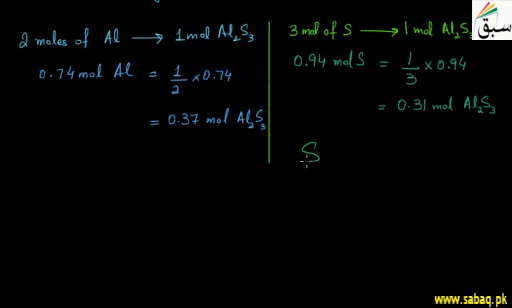 2 moles of Al → 1 mol Al₂S₃
0.74 mol Al = 1/2 × 0.74
= 0.37 mol Al₂S₃
3 mol of S → 1 mol Al₂S₃
0.94 mol S = 1/3 × 0.94
= 0.31 mol Al₂S₃
S
سبق
www.sabaq.pk